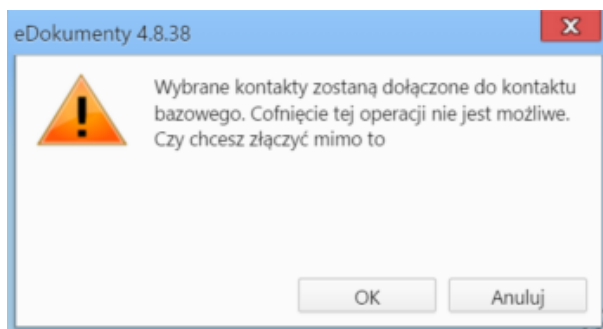 eDokumenty 4.8.38
Wybrane kontakty zostaną dołączone do kontaktu
bazowego. Cofnięcie tej operacji nie jest możliwe.
Czy chcesz złączyć mimo to
OK
Anuluj